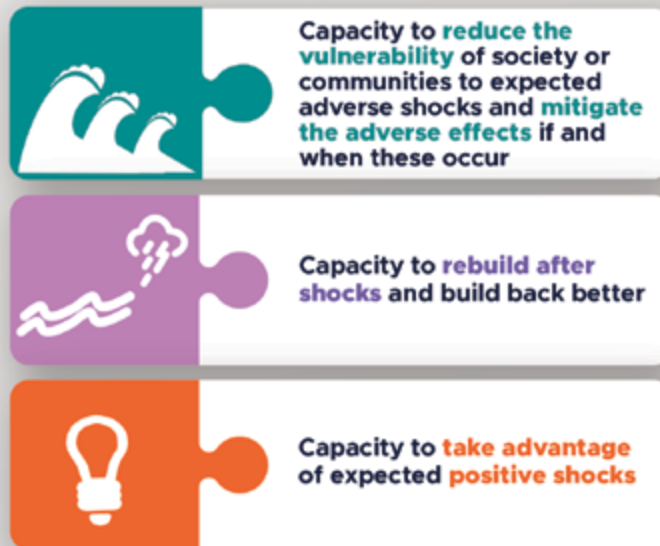 Capacity to reduce the
vulnerability of society or
communities to expected
adverse shocks and mitigate
the adverse effects if and
when these occur
Capacity to rebuild after
shocks and build back better
Capacity to take advantage
of expected positive shocks